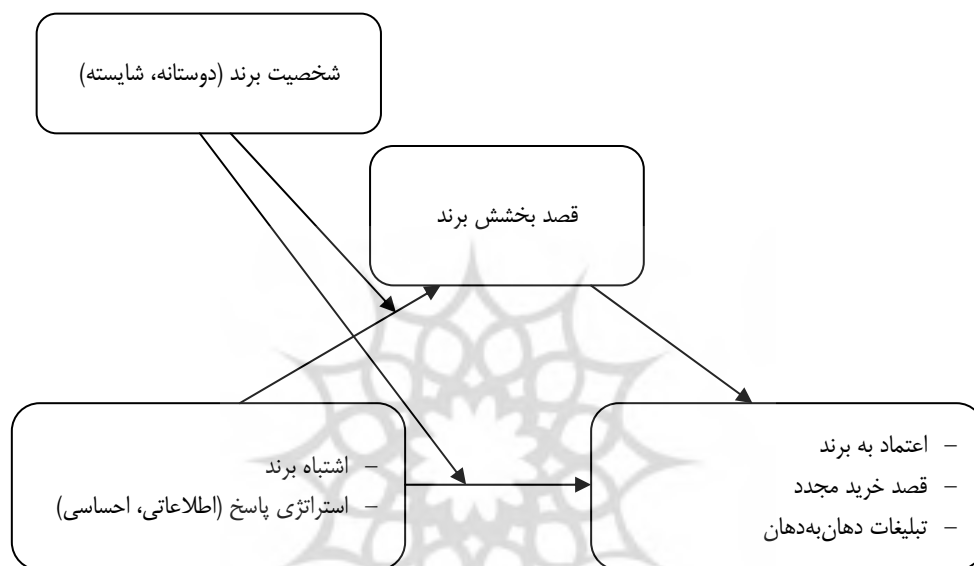 شخصیت برند (دوستانه، شایسته)
قصد بخشش برند
- اعتماد به برند
- قصد خرید مجدد
- تبلیغات دهان‌به‌دهان
- اشتباه برند
- استراتژی پاسخ (اطلاعاتی، احساسی)